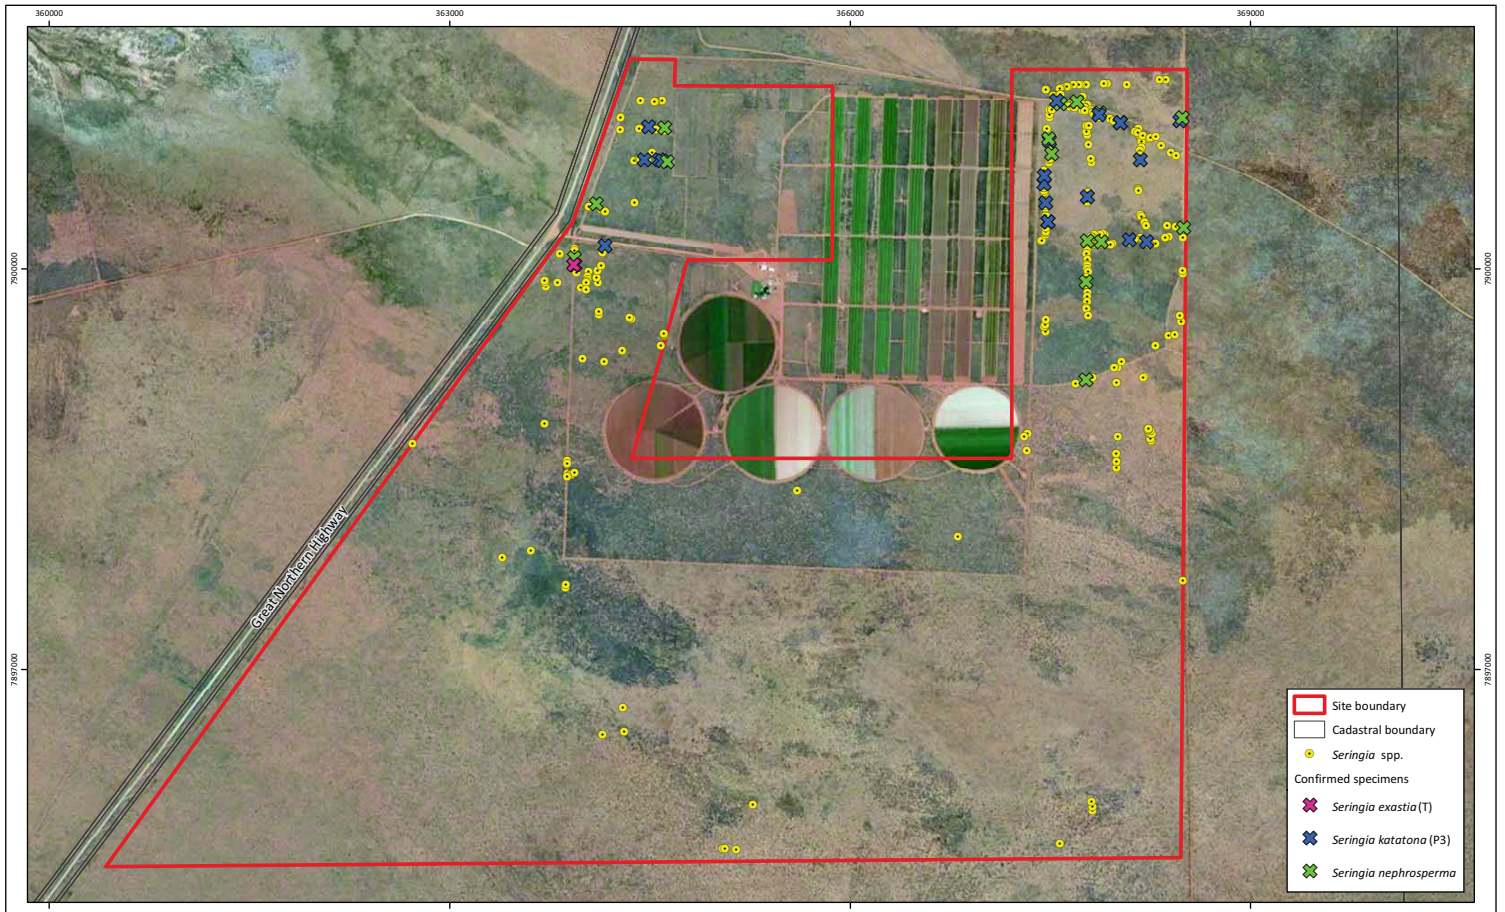 360000
363000
366000
369000
7900000
7900000
Great Northern Highway
7897000
7897000
Site boundary
Cadastral boundary
Seringia spp.
Confirmed specimens
Seringia exastia (T)
Seringia katatona (P3)
Seringia nephrosperma